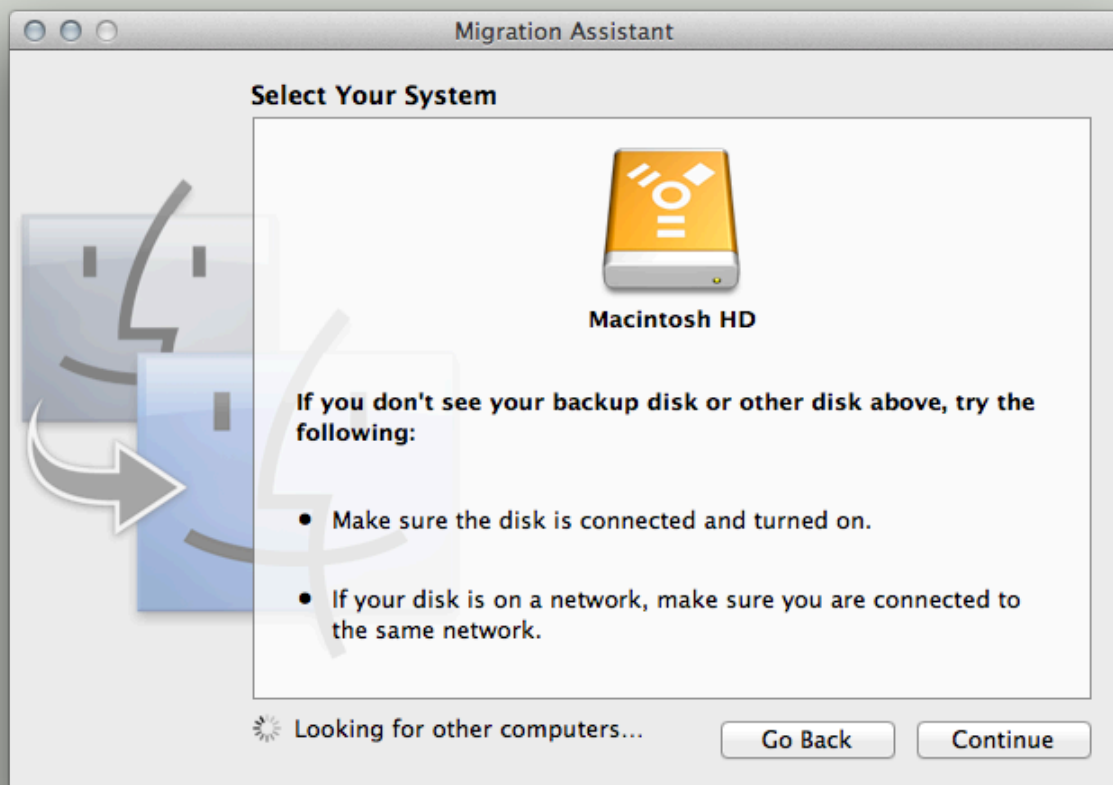 Migration Assistant
Select Your System
Macintosh HD
If you don't see your backup disk or other disk above, try the
following:
• Make sure the disk is connected and turned on.
• If your disk is on a network, make sure you are connected to
the same network.
Looking for other computers...
Go Back
Continue